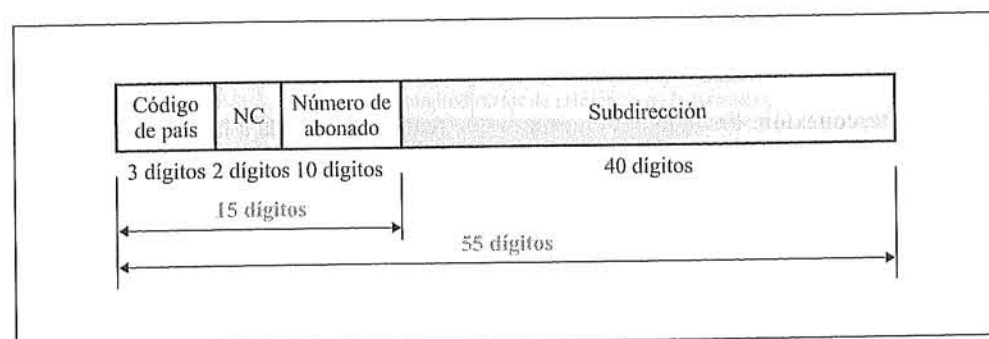 Código de país
NC
Número de abonado
Subdirección
3 dígitos 2 dígitos 10 dígitos
40 dígitos
15 dígitos
55 dígitos